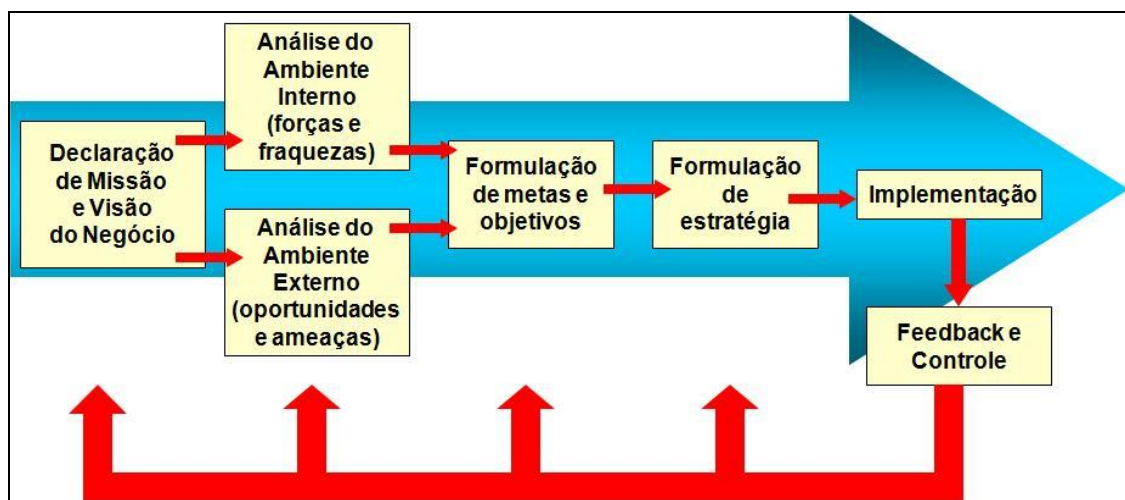 Declaração
de Missão
e Visão
do Negócio
Análise do
Ambiente
Interno
(forças e
fraquezas)
Análise do
Ambiente
Externo
(oportunidades
e ameaças)
Formulação
de metas e
objetivos
Formulação
de
estratégia
Implementação
Feedback e
Controle